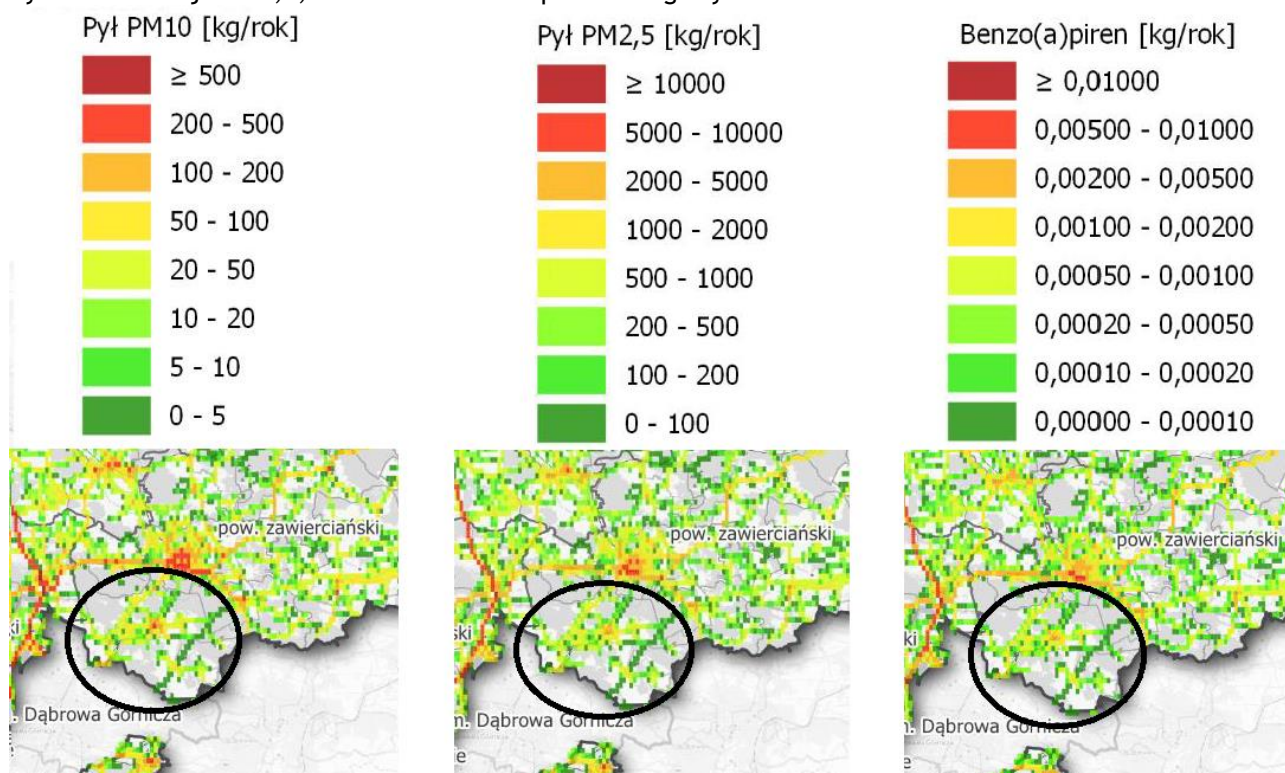 Pył PM10 [kg/rok]
≥ 500
200 - 500
100 - 200
50 - 100
20 - 50
10 - 20
5 - 10
0 - 5
Pył PM2,5 [kg/rok]
≥ 10000
5000 - 10000
2000 - 5000
1000 - 2000
500 - 1000
200 - 500
100 - 200
0 - 100
Benzo(a)piren [kg/rok]
≥ 0,01000
0,00500 - 0,01000
0,00200 - 0,00500
0,00100 - 0,00200
0,00050 - 0,00100
0,00020 - 0,00050
0,00010 - 0,00020
0,00000 - 0,00010
pow. zawierciański
ki
Dąbrowa Górnicza
e
pow. zawierciański
ski
m. Dąbrowa Górnicza
pow. zawierciański
ki
n. Dąbrowa Górnicza
e